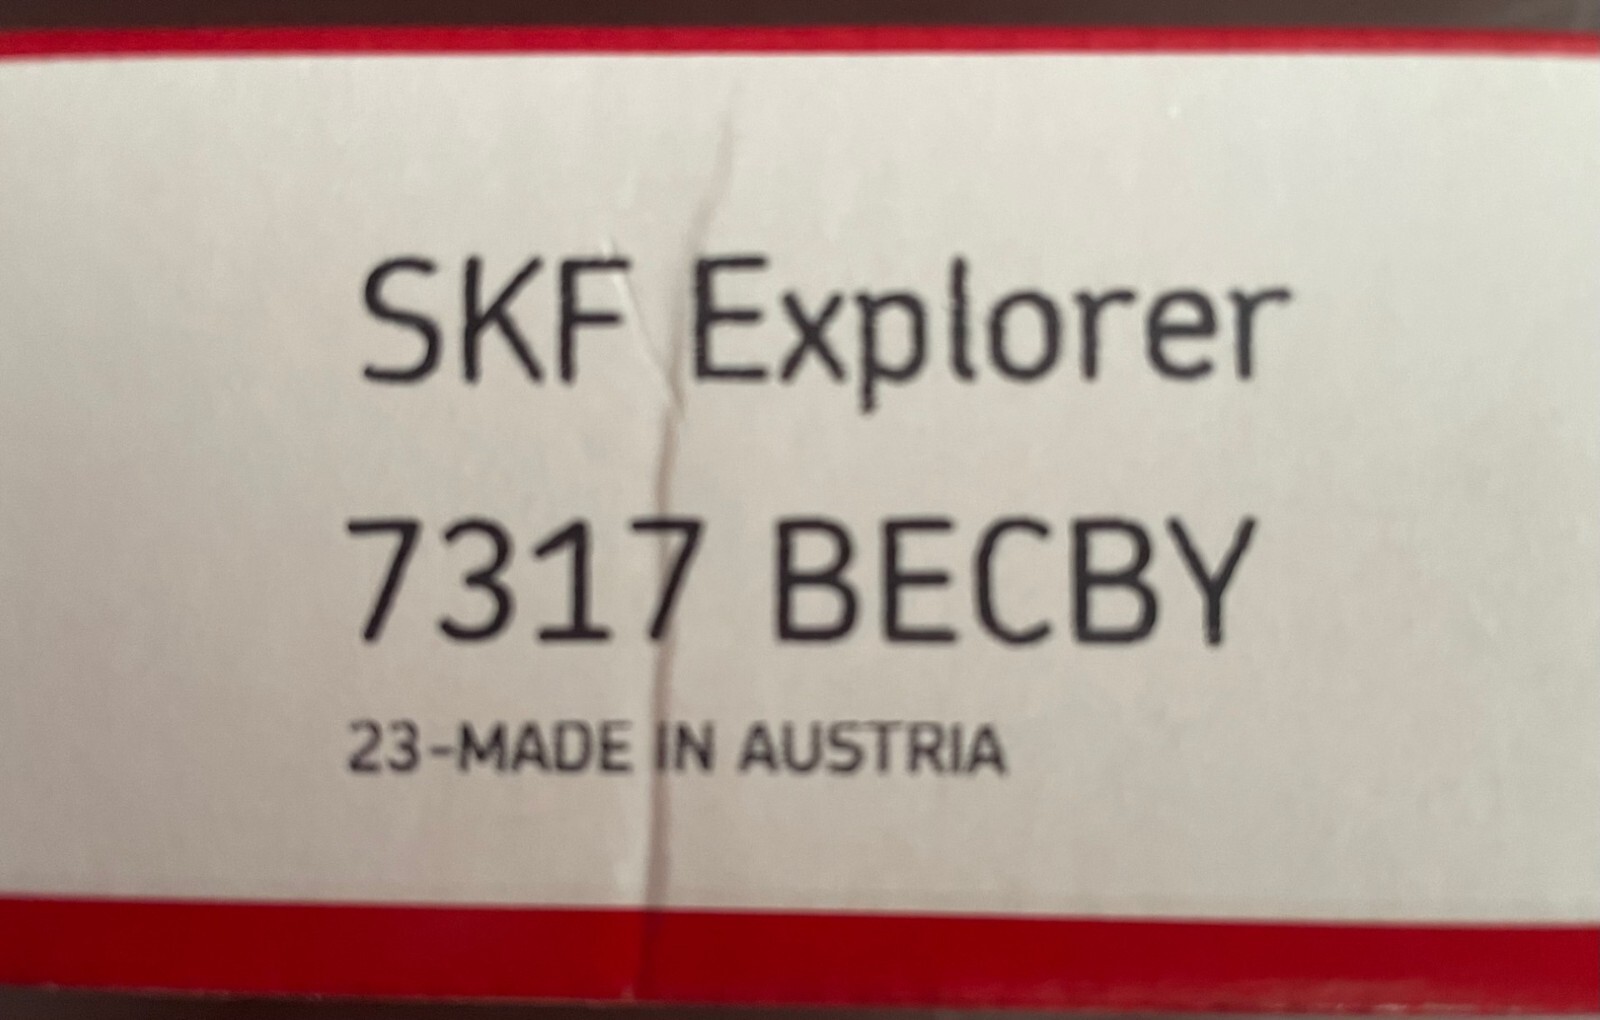 SKF Explorer
7317 BECBY
23-MADE IN AUSTRIA